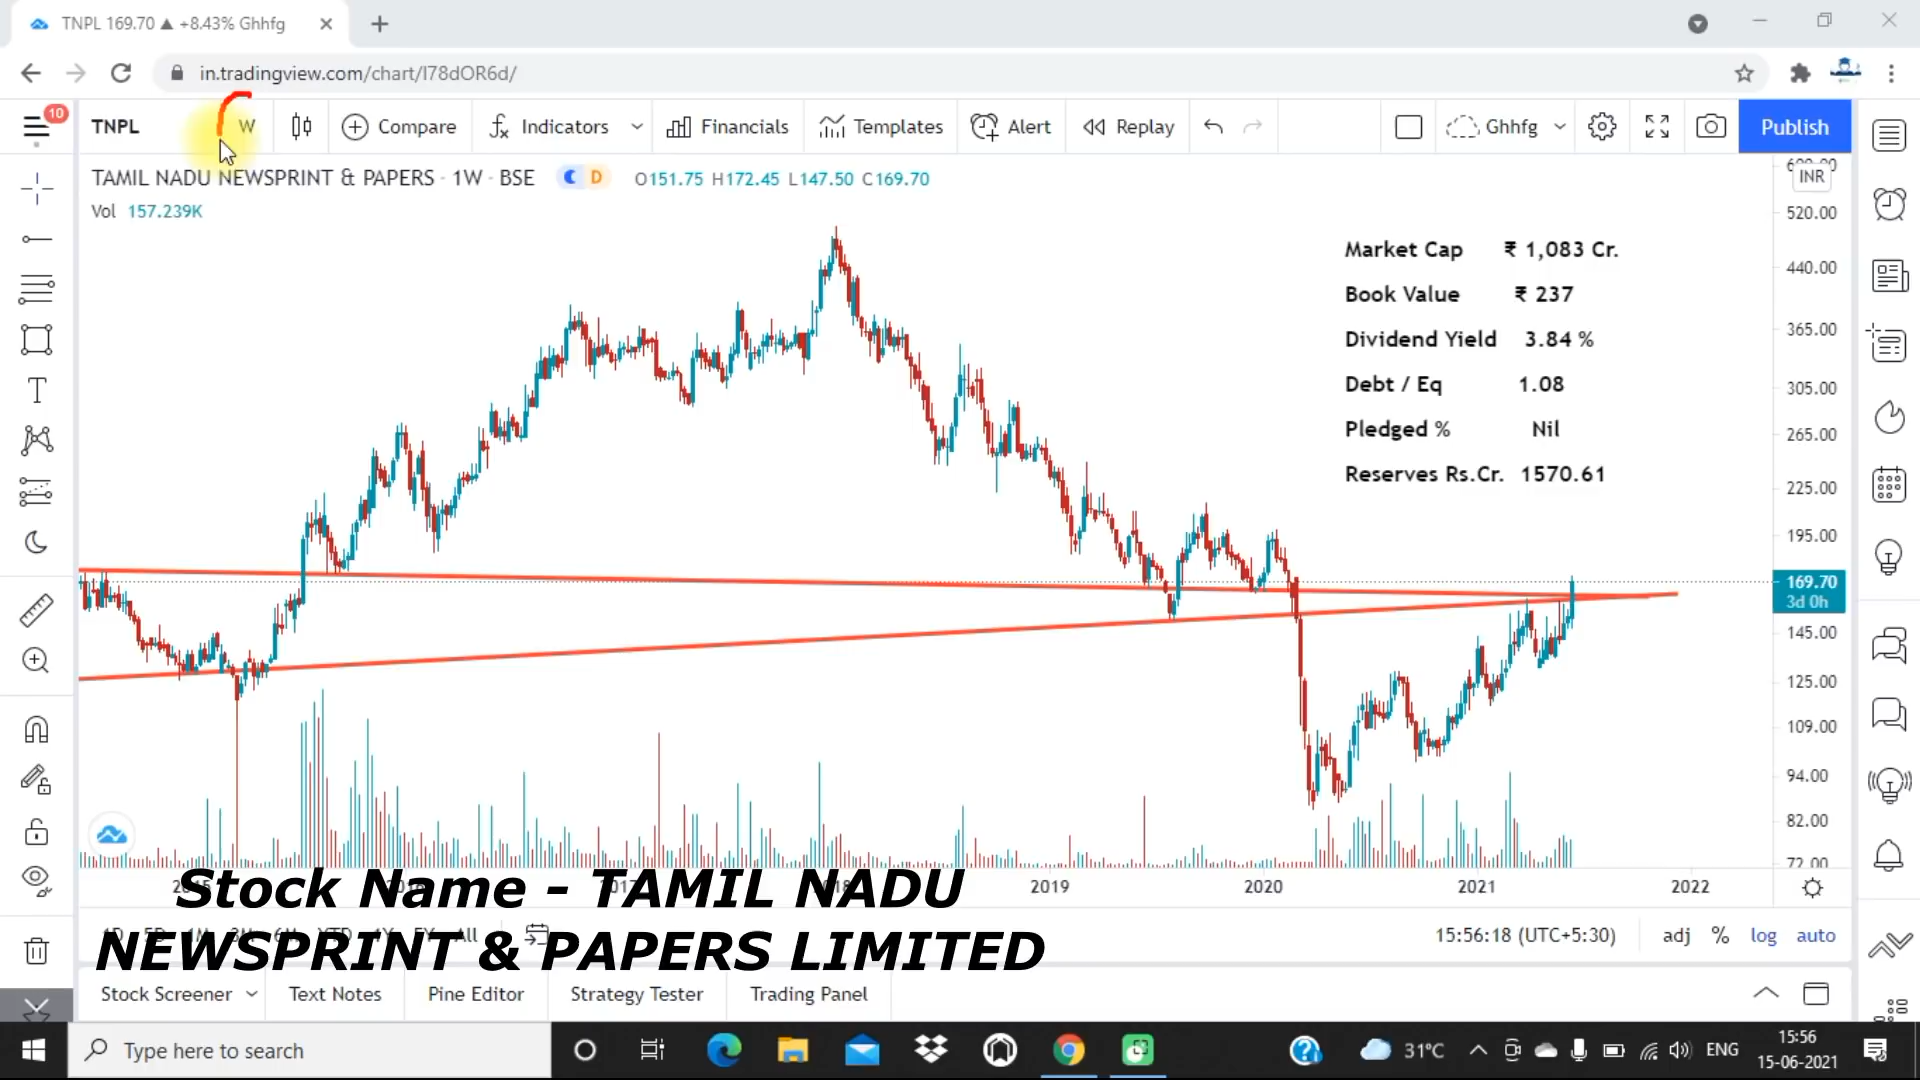 TNPL 169.70 ▲ +8.43% Ghhfg
in.tradingview.com/chart/I78dOR6d/
10
TNPL W Compare Indicators Financials Templates Alert Replay Ghhfg Publish
TAMIL NADU NEWSPRINT & PAPERS · 1W · BSE D O151.75 H172.45 L147.50 C169.70
Vol 157.239K
INR
520.00
440.00
365.00
305.00
265.00
225.00
195.00
169.70
3d 0h
145.00
125.00
109.00
94.00
82.00
72.00
Market Cap ₹ 1,083 Cr.
Book Value ₹ 237
Dividend Yield 3.84 %
Debt / Eq 1.08
Pledged % Nil
Reserves Rs.Cr. 1570.61
2019 2020 2021 2022
Stock Name - TAMIL NADU
NEWSPRINT & PAPERS LIMITED
15:56:18 (UTC+5:30) adj % log auto
Stock Screener Text Notes Pine Editor Strategy Tester Trading Panel
Type here to search
31°C ENG
15:56
15-06-2021